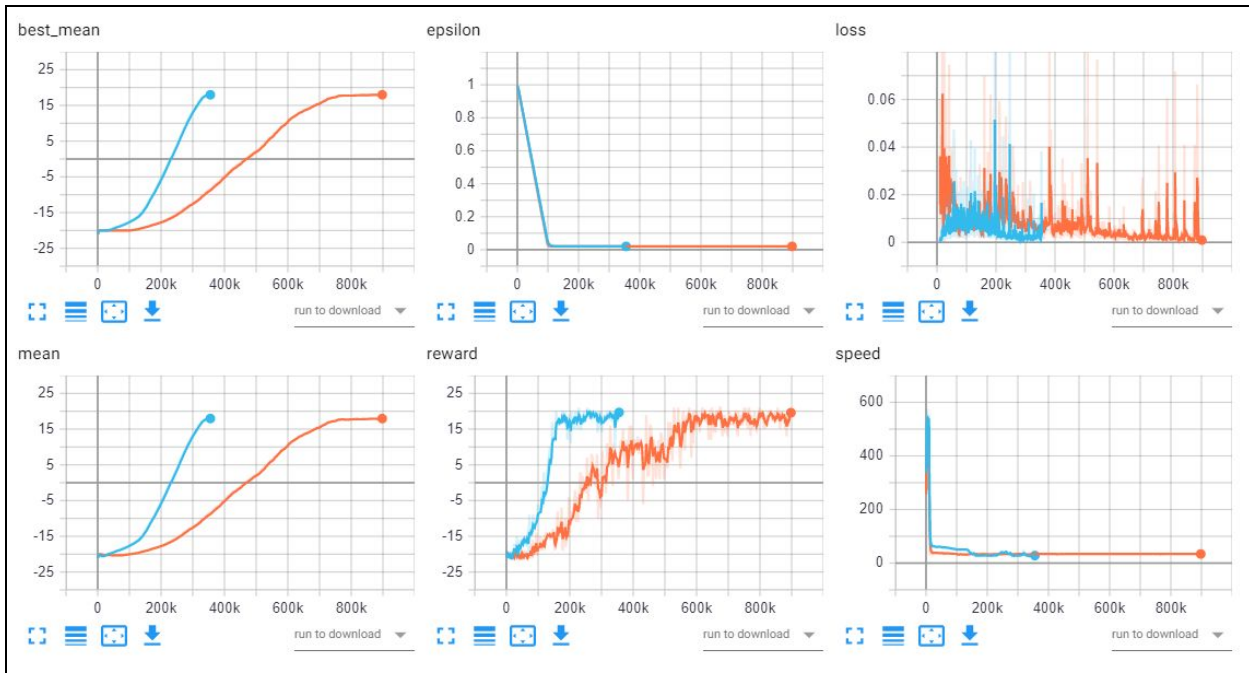 best_mean
25
15
5
-5
-15
-25
0 200k 400k 600k
run to download
epsilon
1
0.8
0.6
0.4
0.2
0
0 200k 400k 600k 800k
run to download
loss
0.06
0.04
0.02
0
0 200k 400k 600k 800k
run to download
mean
25
15
5
-5
-15
-25
0 200k 400k 600k
run to download
reward
25
15
5
-5
-15
-25
0 200k 400k 600k 800k
run to download
speed
600
400
200
0
0 200k 400k 600k 800k
run to download